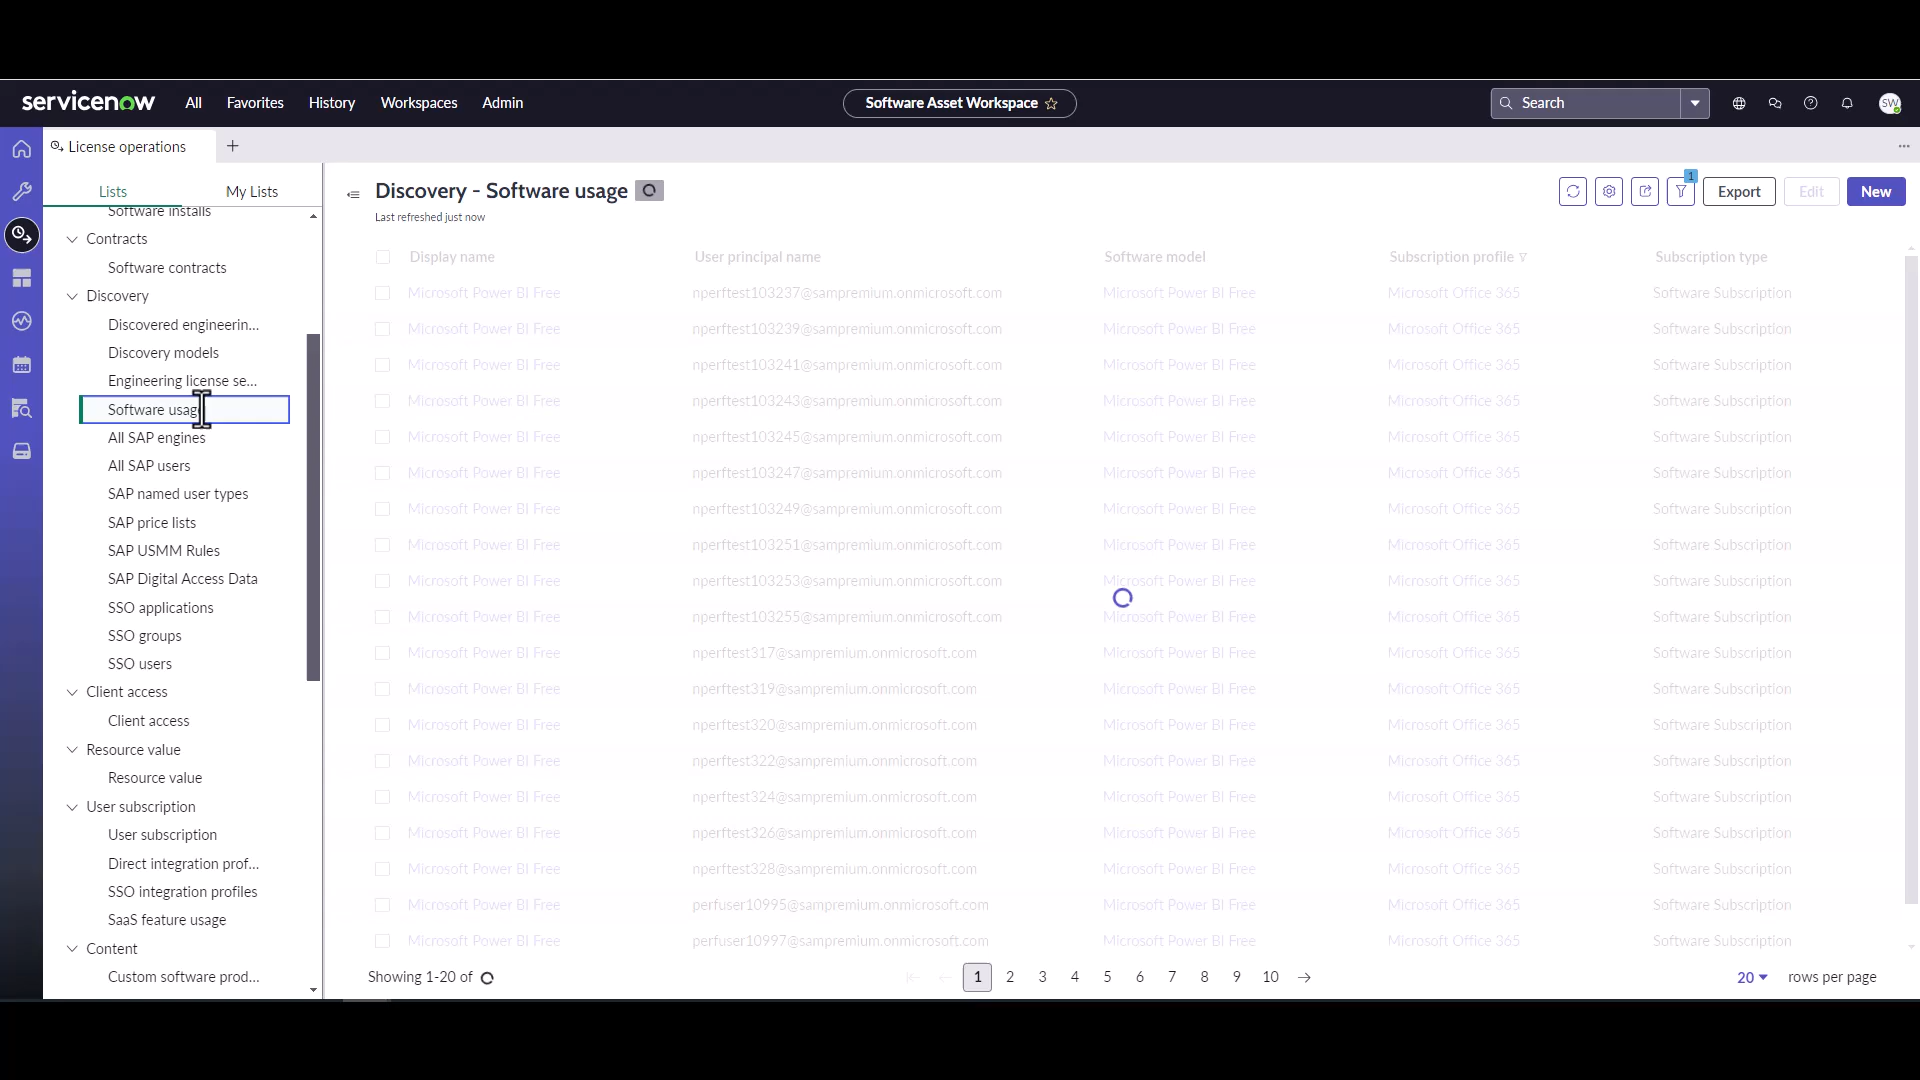 servicenow All Favorites History Workspaces Admin Software Asset Workspace Search SW
License operations
Lists My Lists
Software installs
Contracts
Software contracts
Discovery
Discovered engineerin...
Discovery models
Engineering license se...
Software usage
All SAP engines
All SAP users
SAP named user types
SAP price lists
SAP USMM Rules
SAP Digital Access Data
SSO applications
SSO groups
SSO users
Client access
Client access
Resource value
Resource value
User subscription
User subscription
Direct integration prof...
SSO integration profiles
SaaS feature usage
Content
Custom software prod...
Discovery - Software usage
Last refreshed just now
1
Export Edit New
Display name User principal name Software model Subscription profile Subscription type
Microsoft Power BI Free nperftest103237@sampremium.onmicrosoft.com Microsoft Power BI Free Microsoft Office 365 Software Subscription
Microsoft Power BI Free nperftest103239@sampremium.onmicrosoft.com Microsoft Power BI Free Microsoft Office 365 Software Subscription
Microsoft Power BI Free nperftest103241@sampremium.onmicrosoft.com Microsoft Power BI Free Microsoft Office 365 Software Subscription
Microsoft Power BI Free nperftest103243@sampremium.onmicrosoft.com Microsoft Power BI Free Microsoft Office 365 Software Subscription
Microsoft Power BI Free nperftest103245@sampremium.onmicrosoft.com Microsoft Power BI Free Microsoft Office 365 Software Subscription
Microsoft Power BI Free nperftest103247@sampremium.onmicrosoft.com Microsoft Power BI Free Microsoft Office 365 Software Subscription
Microsoft Power BI Free nperftest103249@sampremium.onmicrosoft.com Microsoft Power BI Free Microsoft Office 365 Software Subscription
Microsoft Power BI Free nperftest103251@sampremium.onmicrosoft.com Microsoft Power BI Free Microsoft Office 365 Software Subscription
Microsoft Power BI Free nperftest103253@sampremium.onmicrosoft.com Microsoft Power BI Free Microsoft Office 365 Software Subscription
Microsoft Power BI Free nperftest103255@sampremium.onmicrosoft.com Microsoft Power BI Free Microsoft Office 365 Software Subscription
Microsoft Power BI Free nperftest317@sampremium.onmicrosoft.com Microsoft Power BI Free Microsoft Office 365 Software Subscription
Microsoft Power BI Free nperftest319@sampremium.onmicrosoft.com Microsoft Power BI Free Microsoft Office 365 Software Subscription
Microsoft Power BI Free nperftest320@sampremium.onmicrosoft.com Microsoft Power BI Free Microsoft Office 365 Software Subscription
Microsoft Power BI Free nperftest322@sampremium.onmicrosoft.com Microsoft Power BI Free Microsoft Office 365 Software Subscription
Microsoft Power BI Free nperftest324@sampremium.onmicrosoft.com Microsoft Power BI Free Microsoft Office 365 Software Subscription
Microsoft Power BI Free nperftest326@sampremium.onmicrosoft.com Microsoft Power BI Free Microsoft Office 365 Software Subscription
Microsoft Power BI Free nperftest328@sampremium.onmicrosoft.com Microsoft Power BI Free Microsoft Office 365 Software Subscription
Microsoft Power BI Free perfuser10995@sampremium.onmicrosoft.com Microsoft Power BI Free Microsoft Office 365 Software Subscription
Microsoft Power BI Free perfuser10997@sampremium.onmicrosoft.com Microsoft Power BI Free Microsoft Office 365 Software Subscription
Showing 1-20 of 1 2 3 4 5 6 7 8 9 10 20 rows per page